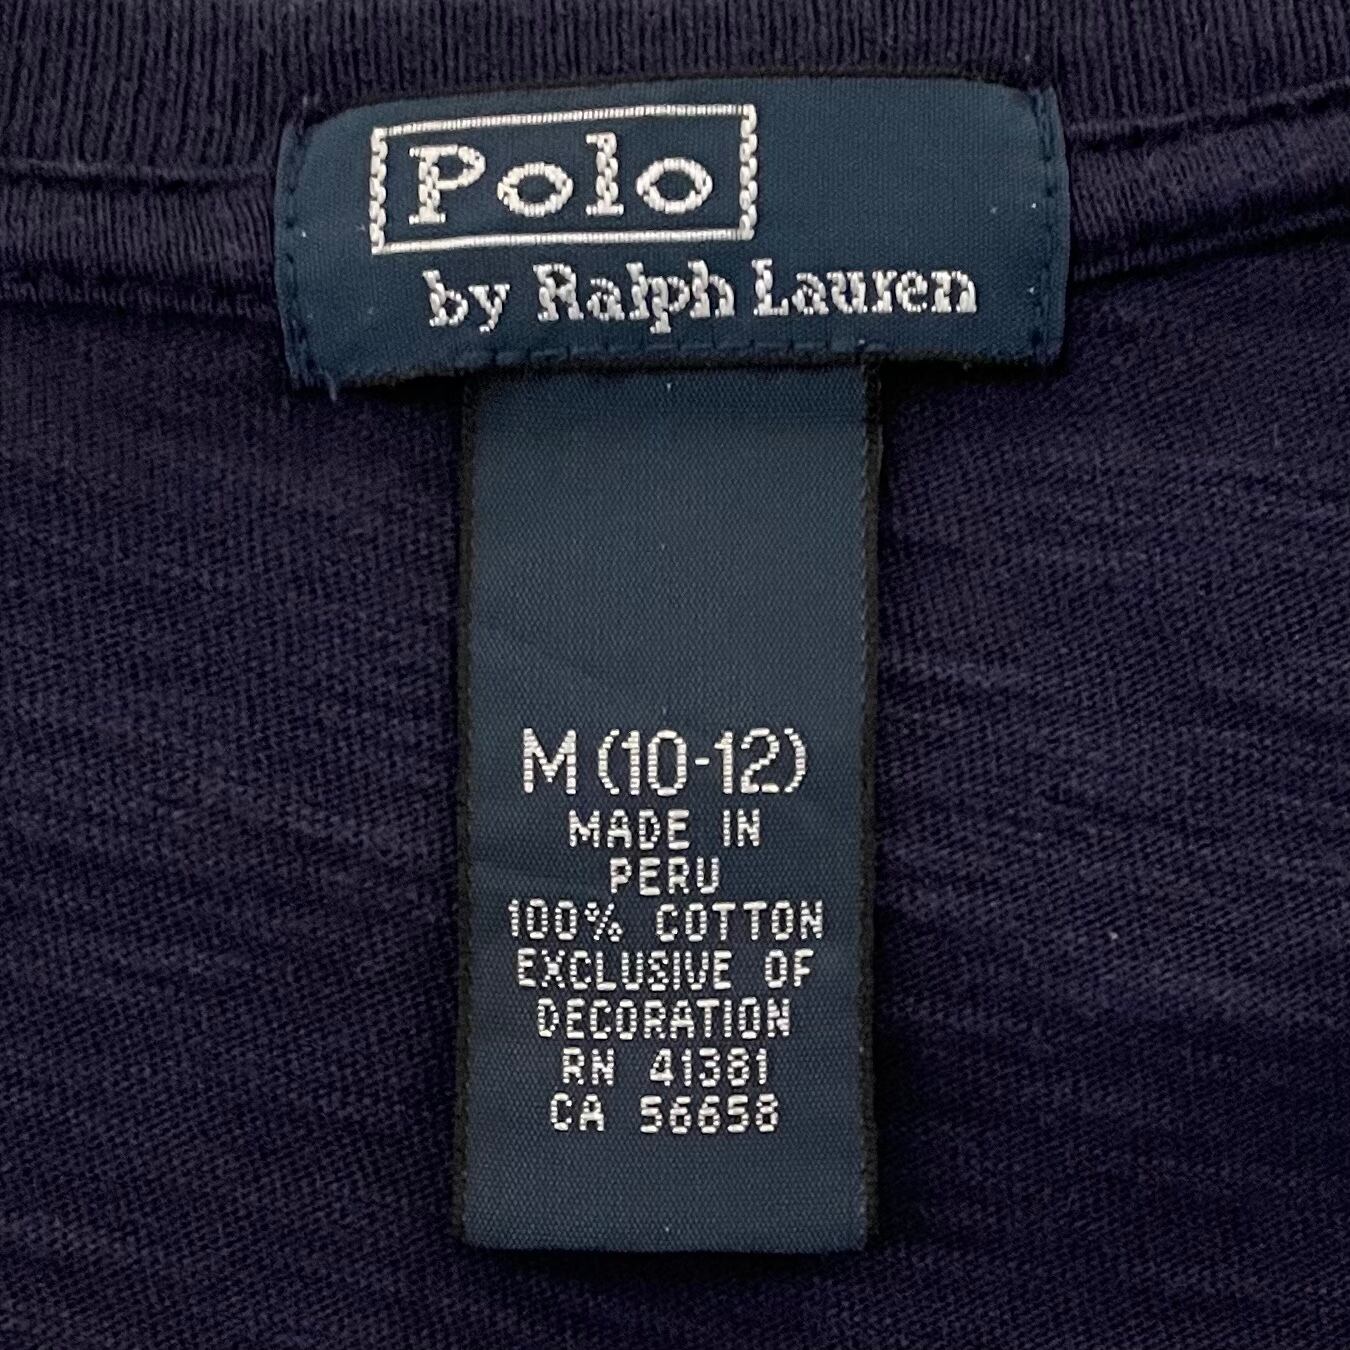 Polo
by Ralph Lauren
M (10-12)
MADE IN
PERU
100% COTTON
EXCLUSIVE OF
DECORATION
RN 41381
CA 56658